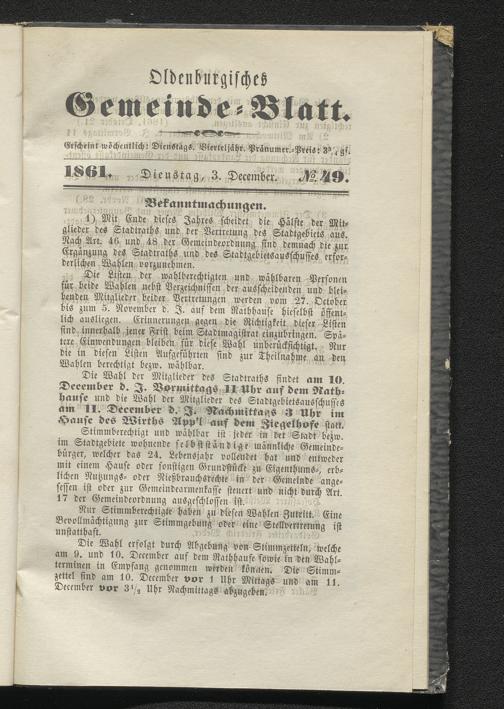 Oldenburgisches
Gemeinde-Blatt.
Erscheint wöchentlich: Dienstags. Vierteljähr. Pränumer.-Preis: 3¾ gf.
1861. Dienstag, 3. December. № 49.
Bekanntmachungen.
1) Mit Ende dieses Jahres scheidet die Hälfte der Mit-
glieder des Stadtraths und der Vertretung des Stadtgebiets aus.
Nach Art. 46 und 48 der Gemeindeordnung sind demnach die zur
Ergänzung des Stadtraths und des Stadtgebietsausschusses erfor-
derlichen Wahlen vorzunehmen.
Die Listen der wahlberechtigten und wählbaren Personen
für beide Wahlen nebst Verzeichnissen der ausscheidenden und blei-
benden Mitglieder beider Vertretungen werden vom 27. October
bis zum 5. November d. J. auf dem Rathhause hieselbst öffent-
lich ausliegen. Erinnerungen gegen die Richtigkeit dieser Listen
sind innerhalb jener Frist beim Stadtmagistrat einzubringen. Spä-
tere Einwendungen bleiben für diese Wahl unberücksichtigt. Nur
die in diesen Listen Aufgeführten sind zur Theilnahme an den
Wahlen berechtigt bezw. wählbar.
Die Wahl der Mitglieder des Stadtraths findet am 10.
December d. J. Vormittags 11 Uhr auf dem Rath-
hause und die Wahl der Mitglieder des Stadtgebietsausschusses
am 11. December d. J. Nachmittags 3 Uhr im
Hause des Wirths App'l auf dem Ziegelhofe statt.
Stimmberechtigt und wählbar ist jeder in der Stadt bezw.
im Stadtgebiete wohnende selbstständige männliche Gemeinde-
bürger, welcher das 24. Lebensjahr vollendet hat und entweder
mit einem Hause oder sonstigen Grundstücke zu Eigenthums-, erb-
lichen Nuzungs- oder Nießbrauchsrechte in der Gemeinde ange-
sessen ist oder zur Gemeindearmenkasse steuert und nicht durch Art.
17 der Gemeindeordnung ausgeschlossen ist.
Nur Stimmberechtigte haben zu diesen Wahlen Zutritt. Eine
Bevollmächtigung zur Stimmgebung oder eine Stellvertretung ist
unstatthaft.
Die Wahl erfolgt durch Abgebung von Stimmzetteln, welche
am 9. und 10. December auf dem Rathhause sowie in den Wahl-
terminen in Empfang genommen werden können. Die Stimm-
zettel sind am 10. December vor 1 Uhr Mittags und am 11.
December vor 3½ Uhr Nachmittags abzugeben.